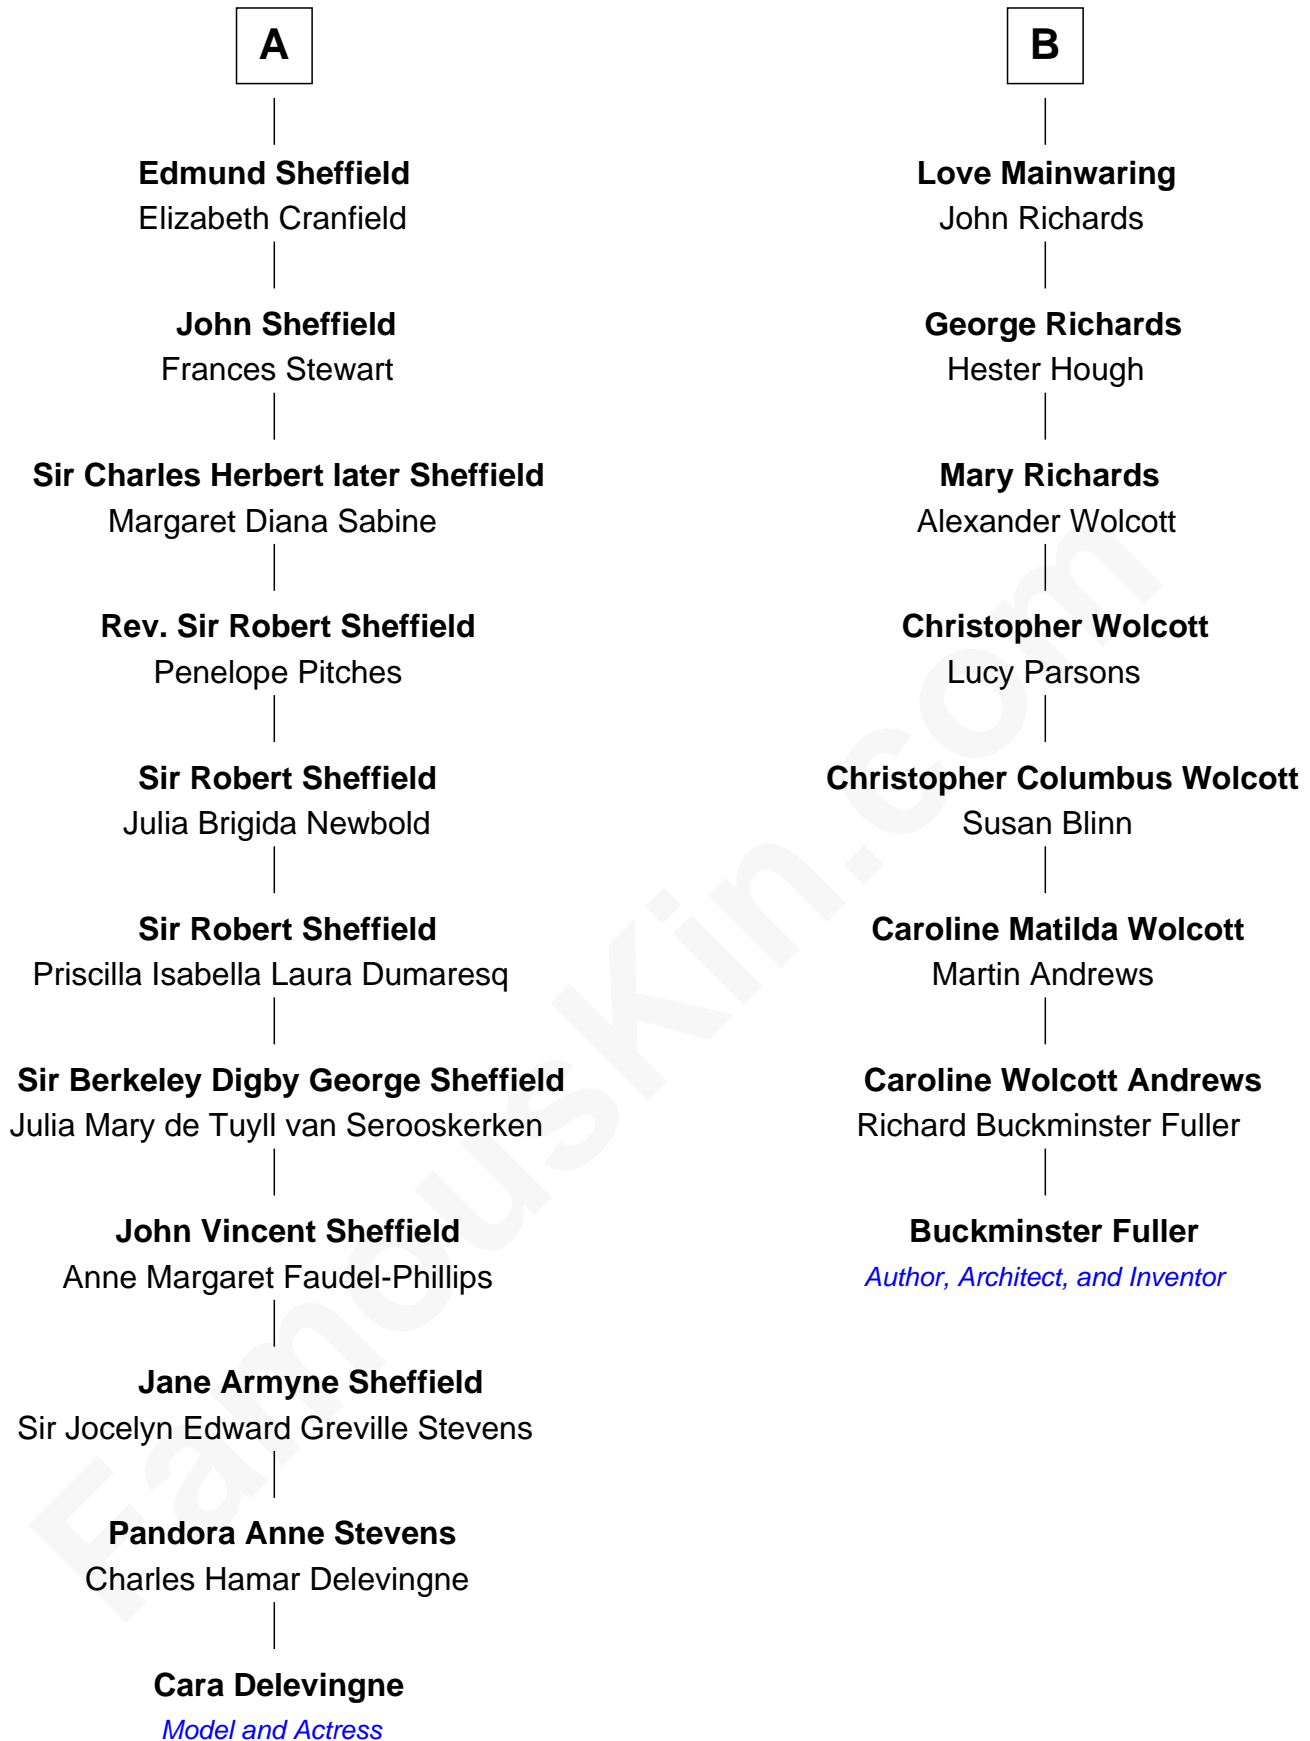 A
Edmund Sheffield
Elizabeth Cranfield
John Sheffield
Frances Stewart
Sir Charles Herbert later Sheffield
Margaret Diana Sabine
Rev. Sir Robert Sheffield
Penelope Pitches
Sir Robert Sheffield
Julia Brigida Newbold
Sir Robert Sheffield
Priscilla Isabella Laura Dumaresq
Sir Berkeley Digby George Sheffield
Julia Mary de Tuyll van Serooskerken
John Vincent Sheffield
Anne Margaret Faudel-Phillips
Jane Armyne Sheffield
Sir Jocelyn Edward Greville Stevens
Pandora Anne Stevens
Charles Hamar Delevingne
Cara Delevingne
Model and Actress
B
Love Mainwaring
John Richards
George Richards
Hester Hough
Mary Richards
Alexander Wolcott
Christopher Wolcott
Lucy Parsons
Christopher Columbus Wolcott
Susan Blinn
Caroline Matilda Wolcott
Martin Andrews
Caroline Wolcott Andrews
Richard Buckminster Fuller
Buckminster Fuller
Author, Architect, and Inventor
FamousKin.com